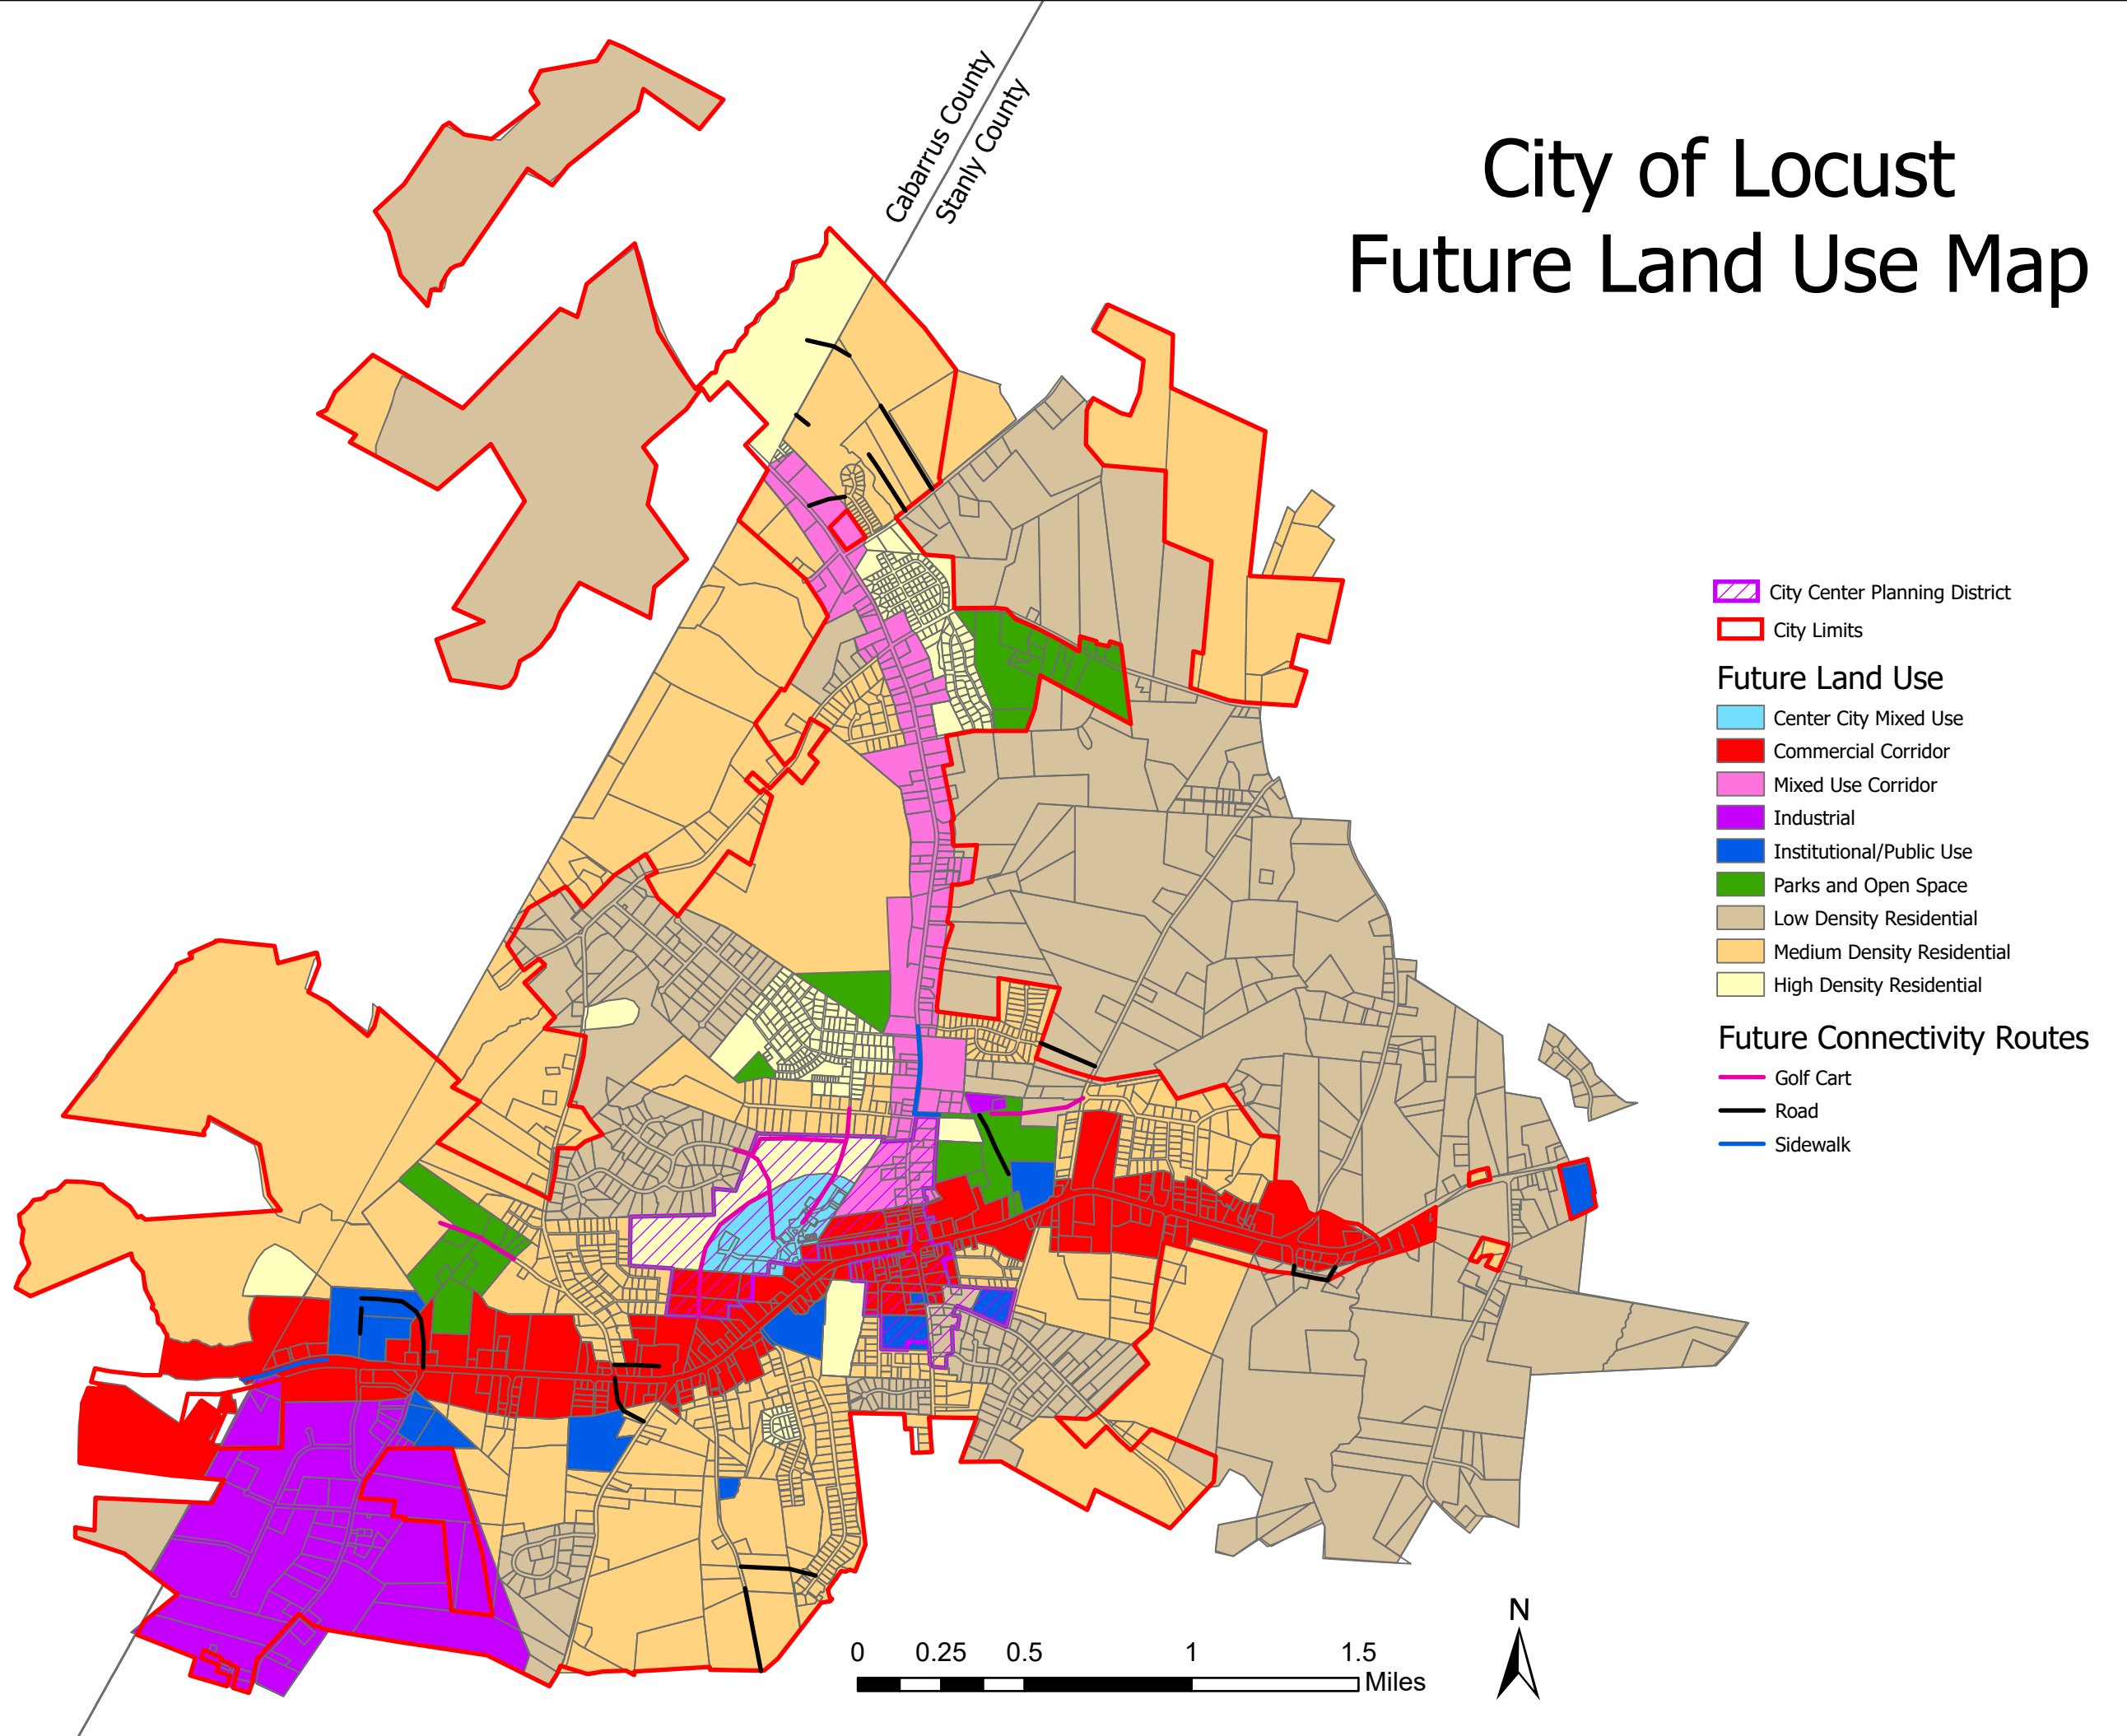 Cabarrus County
Stanly County
City of Locust
Future Land Use Map
City Center Planning District
City Limits
Future Land Use
Center City Mixed Use
Commercial Corridor
Mixed Use Corridor
Industrial
Institutional/Public Use
Parks and Open Space
Low Density Residential
Medium Density Residential
High Density Residential
Future Connectivity Routes
Golf Cart
Road
Sidewalk
N
0 0.25 0.5 1 1.5
Miles